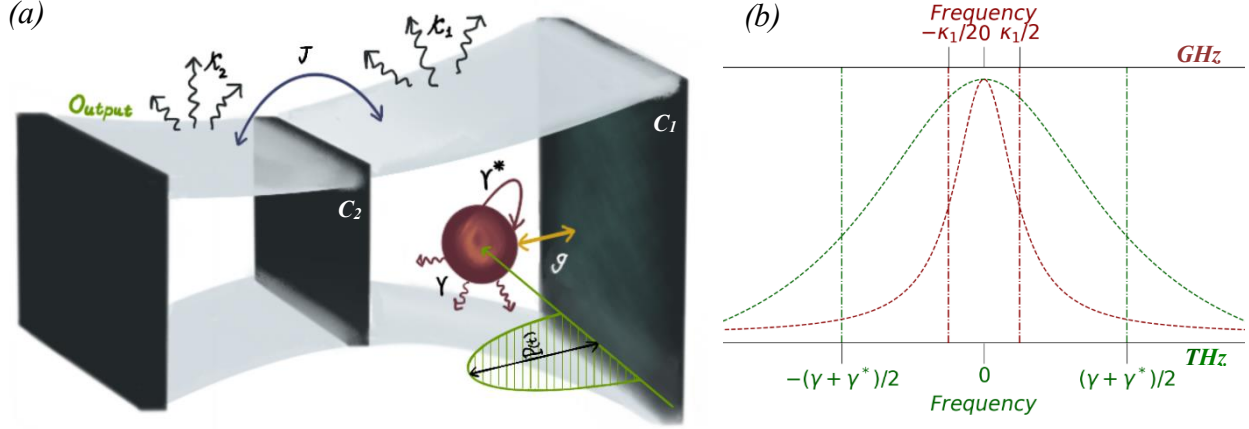 (a)
κ₂
J
κ₁
Output
C₁
C₂
γ*
g
γ
P(t)
(b)
Frequency
−κ₁/2 0 κ₁/2
GHz
THz
−(γ + γ*)/2 0 (γ + γ*)/2
Frequency